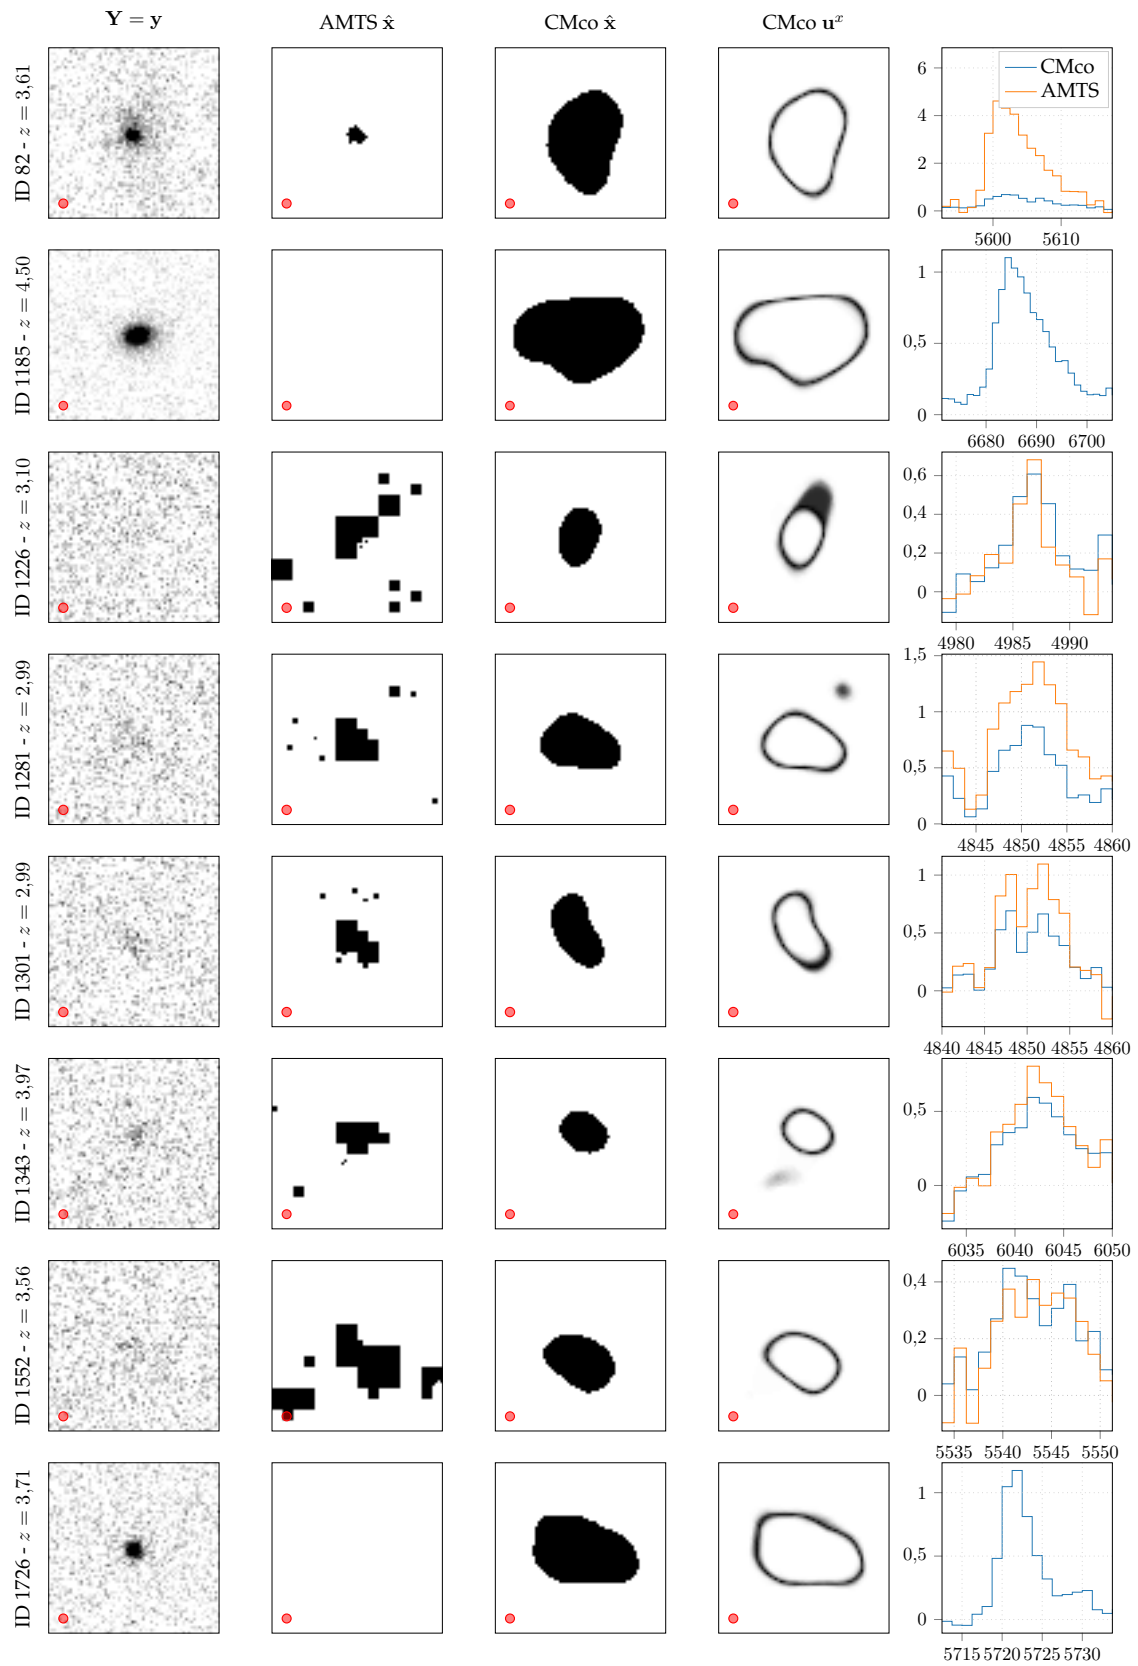 Y = y
AMTS x̂
CMco x̂
CMco uˣ
ID 82 - z = 3,61
CMco
AMTS
6
4
2
0
5600 5610
ID 1185 - z = 4,50
1
0,5
0
6680 6690 6700
ID 1226 - z = 3,10
0,6
0,4
0,2
0
4980 4985 4990
ID 1281 - z = 2,99
1,5
1
0,5
0
4845 4850 4855 4860
ID 1301 - z = 2,99
1
0,5
0
4840 4845 4850 4855 4860
ID 1343 - z = 3,97
0,5
0
6035 6040 6045 6050
ID 1552 - z = 3,56
0,4
0,2
0
5535 5540 5545 5550
ID 1726 - z = 3,71
1
0,5
0
5715 5720 5725 5730